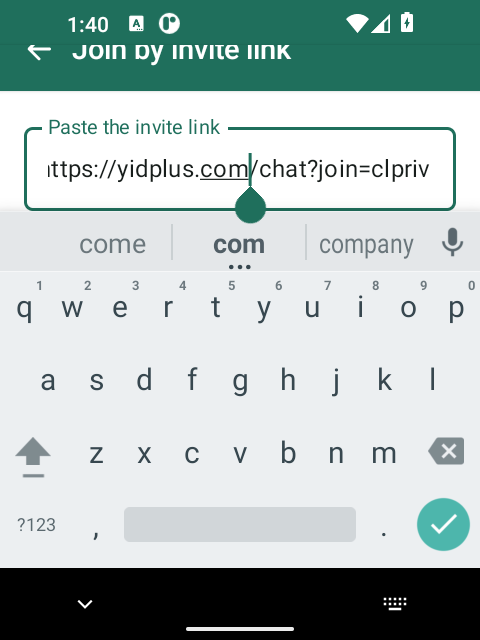 1:40
Join by invite link
Paste the invite link
https://yidplus.com/chat?join=clpriv
come com company
1 2 3 4 5 6 7 8 9 0
q w e r t y u i o p
a s d f g h j k l
z x c v b n m
?123 , .